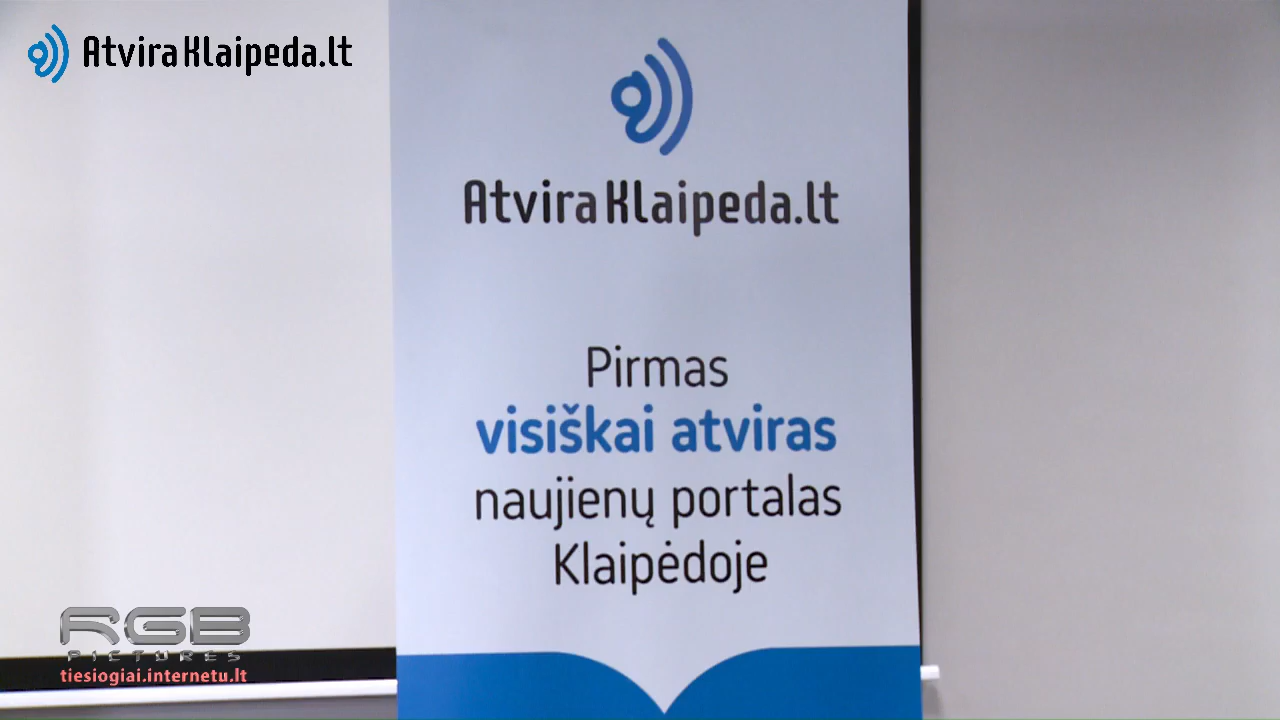 AtviraKlaipeda.lt
AtviraKlaipeda.lt
Pirmas
visiškai atviras
naujienų portalas
Klaipėdoje
RGB
PICTURES
tiesiogiai.internetu.lt